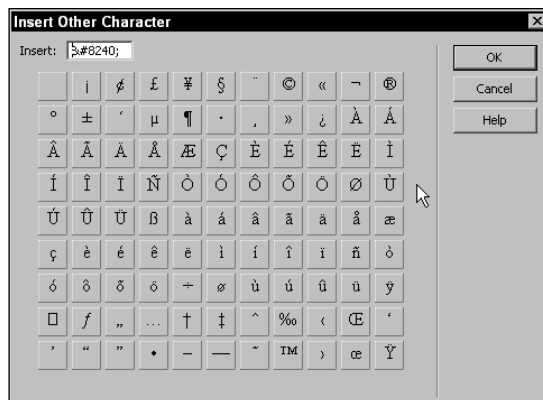 Insert Other Character
Insert: &#8240;
OK
Cancel
Help
¡ ¢ £ ¥ § ¨ © « ¬ ®
° ± ´ µ ¶ · ¸ » ¿ À Á
Â Ã Ä Å Æ Ç È É Ê Ë Ì
Í Î Ï Ñ Ò Ó Ô Õ Ö Ø Ù
Ú Û Ü ß à á â ã ä å æ
ç è é ê ë ì í î ï ñ ò
ó ô õ ö ÷ ø ù ú û ü ÿ
ƒ „ … † ‡ ˆ ‰ ‹ Œ ‘
’ “ ” • – — ˜ ™ › œ Ÿ